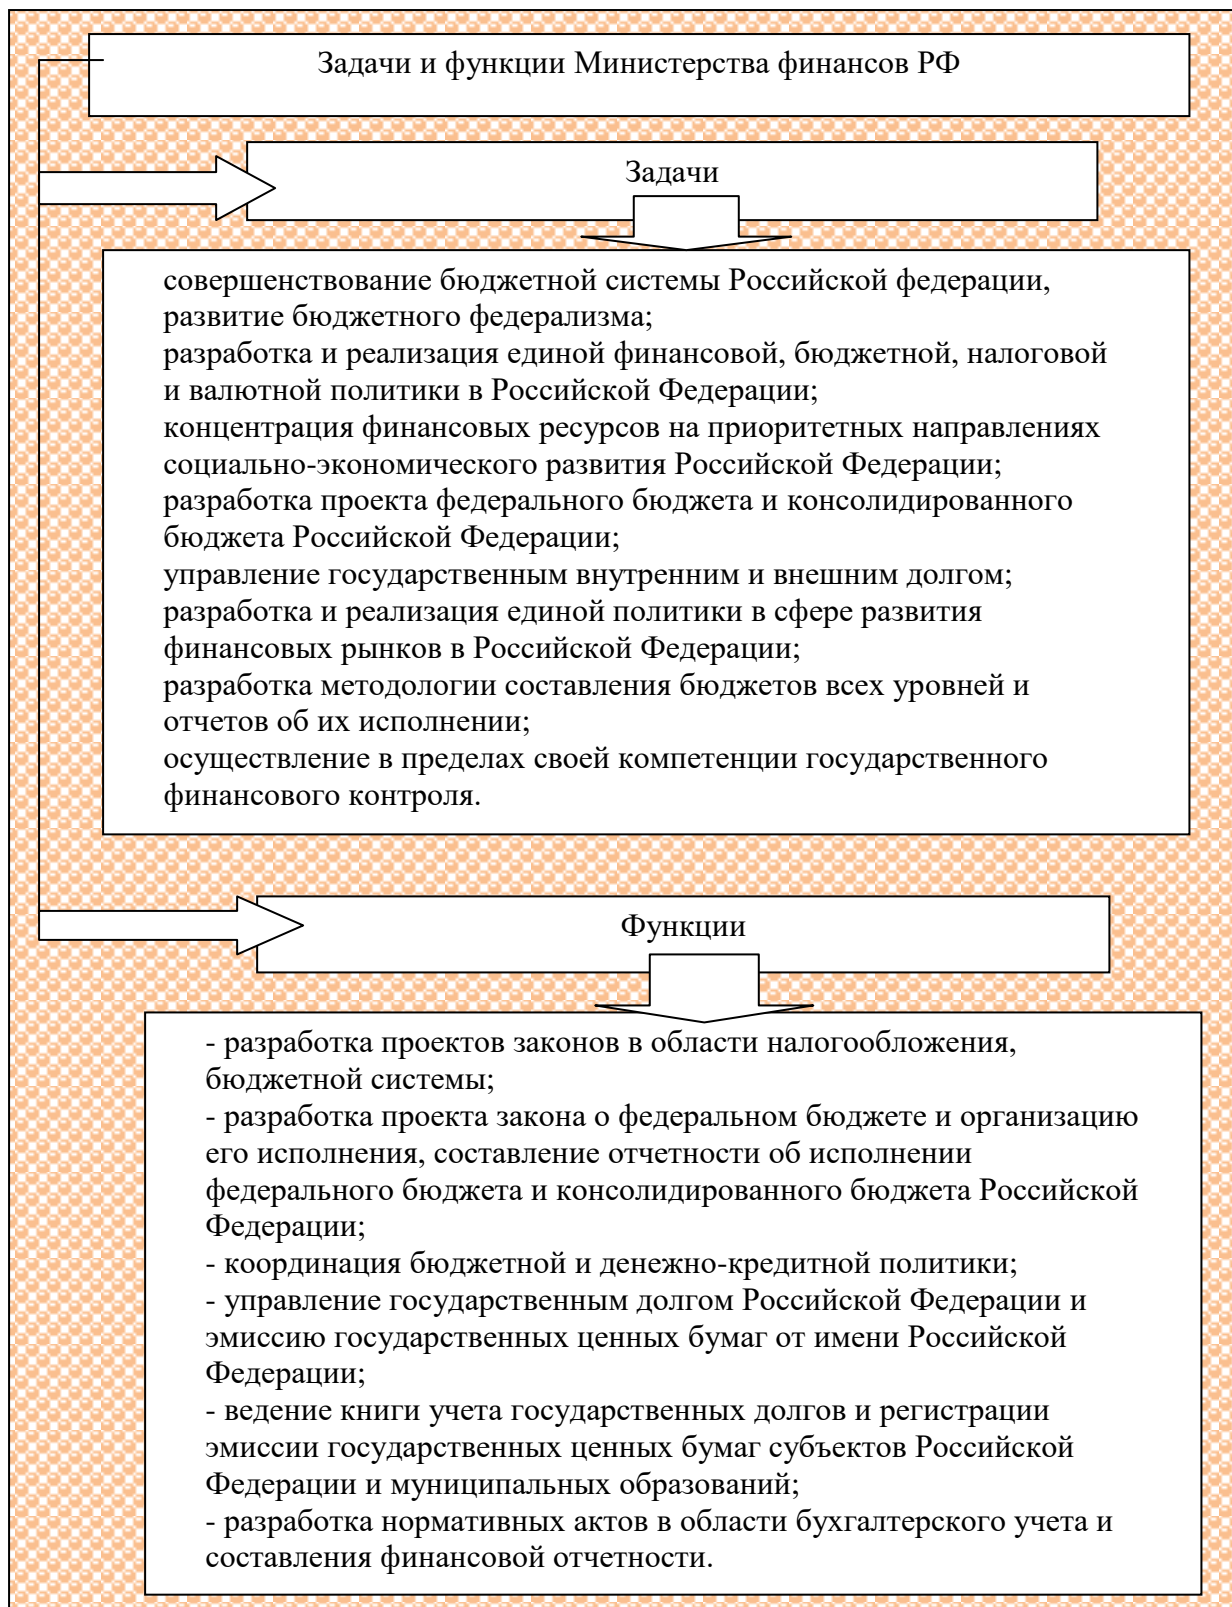 Задачи и функции Министерства финансов РФ
Задачи
совершенствование бюджетной системы Российской федерации,
развитие бюджетного федерализма;
разработка и реализация единой финансовой, бюджетной, налоговой
и валютной политики в Российской Федерации;
концентрация финансовых ресурсов на приоритетных направлениях
социально-экономического развития Российской Федерации;
разработка проекта федерального бюджета и консолидированного
бюджета Российской Федерации;
управление государственным внутренним и внешним долгом;
разработка и реализация единой политики в сфере развития
финансовых рынков в Российской Федерации;
разработка методологии составления бюджетов всех уровней и
отчетов об их исполнении;
осуществление в пределах своей компетенции государственного
финансового контроля.
Функции
- разработка проектов законов в области налогообложения,
бюджетной системы;
- разработка проекта закона о федеральном бюджете и организацию
его исполнения, составление отчетности об исполнении
федерального бюджета и консолидированного бюджета Российской
Федерации;
- координация бюджетной и денежно-кредитной политики;
- управление государственным долгом Российской Федерации и
эмиссию государственных ценных бумаг от имени Российской
Федерации;
- ведение книги учета государственных долгов и регистрации
эмиссии государственных ценных бумаг субъектов Российской
Федерации и муниципальных образований;
- разработка нормативных актов в области бухгалтерского учета и
составления финансовой отчетности.